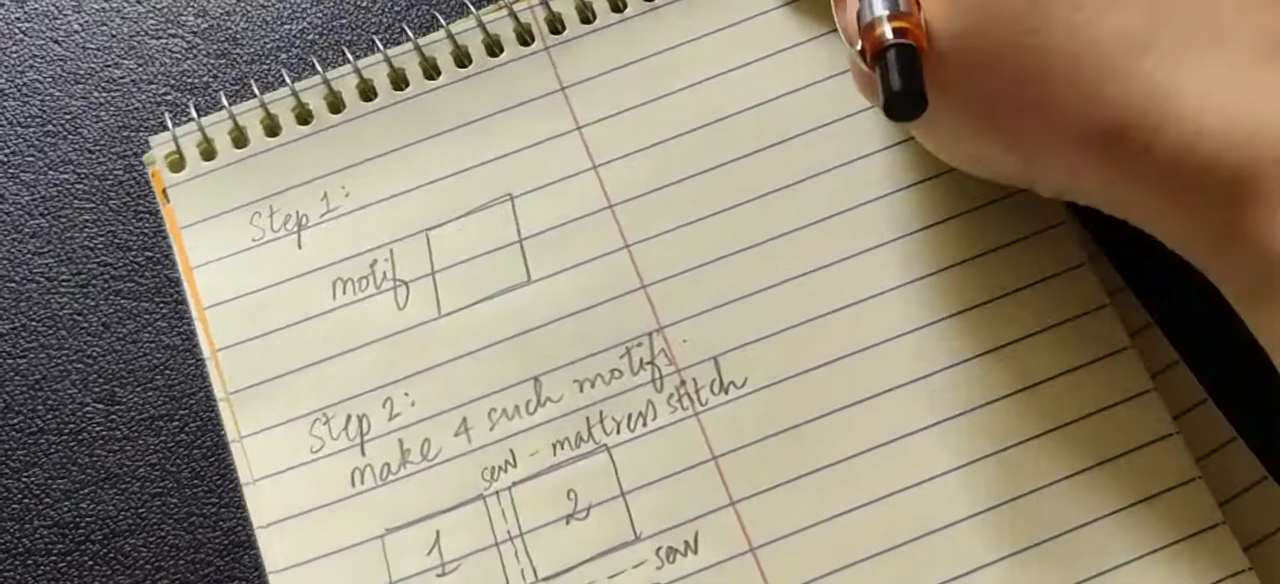 Step 1:
motif
Step 2:
make 4 such motifs.
sew - mattress stitch
1 2
--- sew